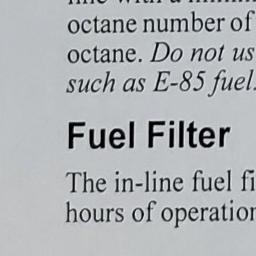 octane number of
octane. Do not us
such as E-85 fuel.
Fuel Filter
The in-line fuel fi
hours of operation